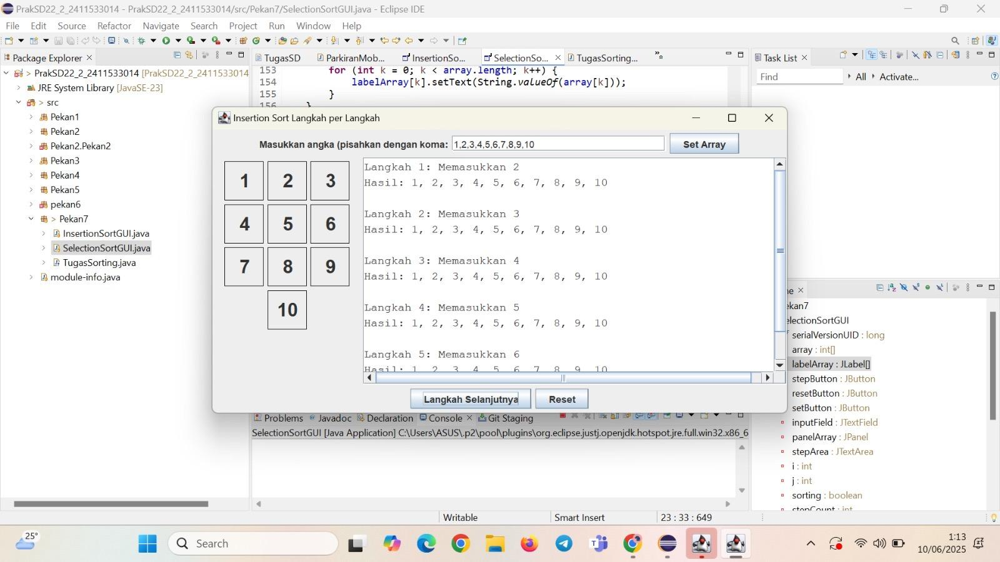 PrakSD22_2_2411533014 - PrakSD22_2_2411533014/src/Pekan7/SelectionSortGUI.java - Eclipse IDE
File Edit Source Refactor Navigate Search Project Run Window Help
Package Explorer
PrakSD22_2_2411533014 [PrakSD22_2_2411533014
JRE System Library [JavaSE-23]
src
Pekan1
Pekan2
Pekan2.Pekan2
Pekan3
Pekan4
Pekan5
pekan6
Pekan7
InsertionSortGUI.java
SelectionSortGUI.java
TugasSorting.java
module-info.java
TugasSD ParkiranMob... InsertionSo... SelectionSo... TugasSorting...
153 for (int k = 0; k < array.length; k++) {
154 labelArray[k].setText(String.valueOf(array[k]));
155 }
156 }
Insertion Sort Langkah per Langkah
Masukkan angka (pisahkan dengan koma: 1,2,3,4,5,6,7,8,9,10 Set Array
1 2 3
4 5 6
7 8 9
10
Langkah 1: Memasukkan 2
Hasil: 1, 2, 3, 4, 5, 6, 7, 8, 9, 10
Langkah 2: Memasukkan 3
Hasil: 1, 2, 3, 4, 5, 6, 7, 8, 9, 10
Langkah 3: Memasukkan 4
Hasil: 1, 2, 3, 4, 5, 6, 7, 8, 9, 10
Langkah 4: Memasukkan 5
Hasil: 1, 2, 3, 4, 5, 6, 7, 8, 9, 10
Langkah 5: Memasukkan 6
Hasil: 1, 2, 3, 4, 5, 6, 7, 8, 9, 10
Langkah Selanjutnya Reset
Task List
Find All Activate...
ne
ekan7
electionSortGUI
serialVersionUID : long
array : int[]
labelArray : JLabel[]
stepButton : JButton
resetButton : JButton
setButton : JButton
inputField : JTextField
panelArray : JPanel
stepArea : JTextArea
i : int
j : int
sorting : boolean
stepCount : int
Problems Javadoc Declaration Console Git Staging
SelectionSortGUI [Java Application] C:\Users\ASUS\.p2\pool\plugins\org.eclipse.justj.openjdk.hotspot.jre.full.win32.x86_6
Writable Smart Insert 23 : 33 : 649
25°
Search
1:13
10/06/2025